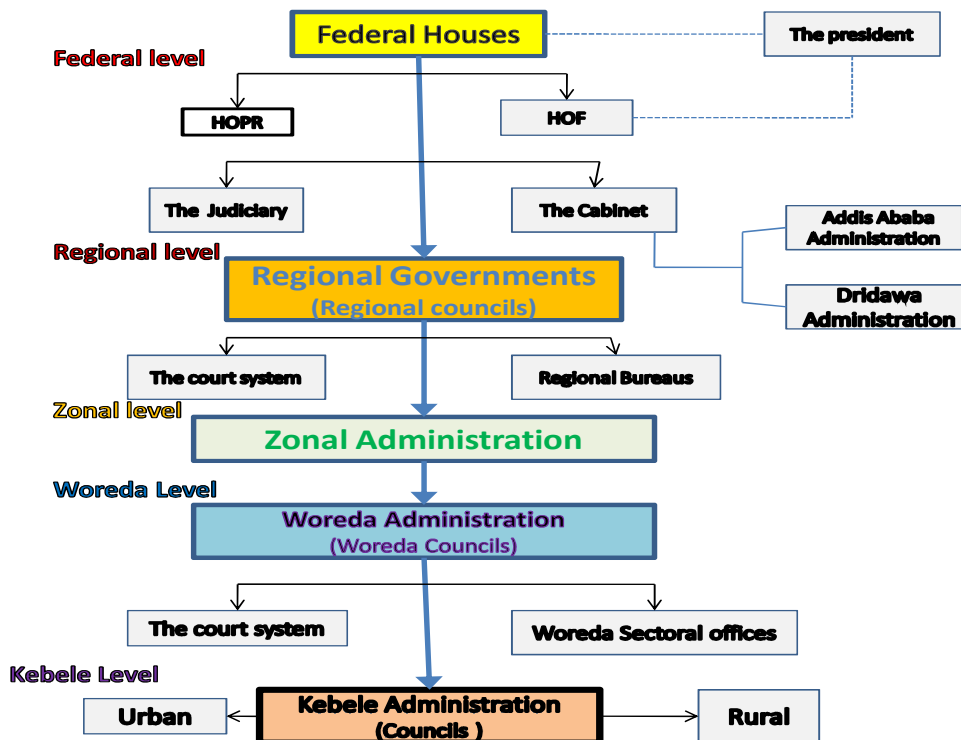 Federal Houses
The president
Federal level
HOPR
HOF
The Judiciary
The Cabinet
Addis Ababa
Administration
Regional level
Regional Governments
(Regional councils)
Dridawa
Administration
The court system
Regional Bureaus
Zonal level
Zonal Administration
Woreda Level
Woreda Administration
(Woreda Councils)
The court system
Woreda Sectoral offices
Kebele Level
Urban
Kebele Administration
(Councils )
Rural